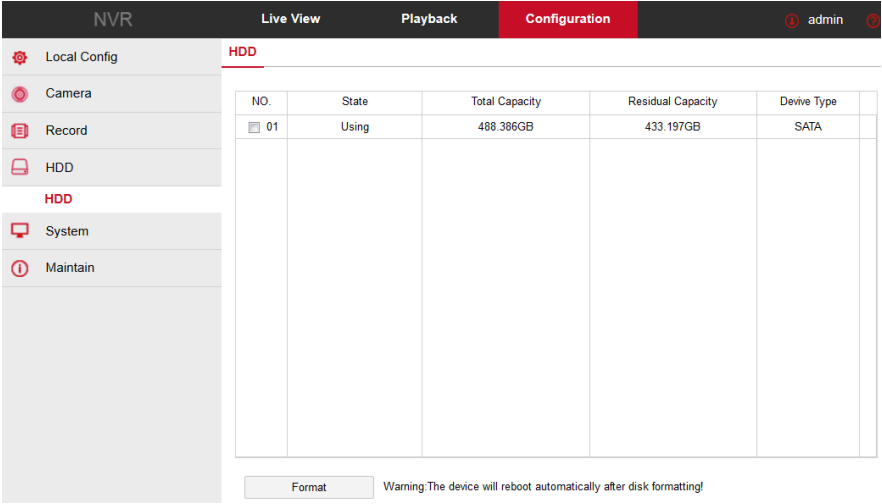 NVR Live View Playback Configuration admin
Local Config
HDD
Camera
NO. State Total Capacity Residual Capacity Devive Type
01 Using 488.386GB 433.197GB SATA
Record
HDD
HDD
System
Maintain
Format Warning:The device will reboot automatically after disk formatting!